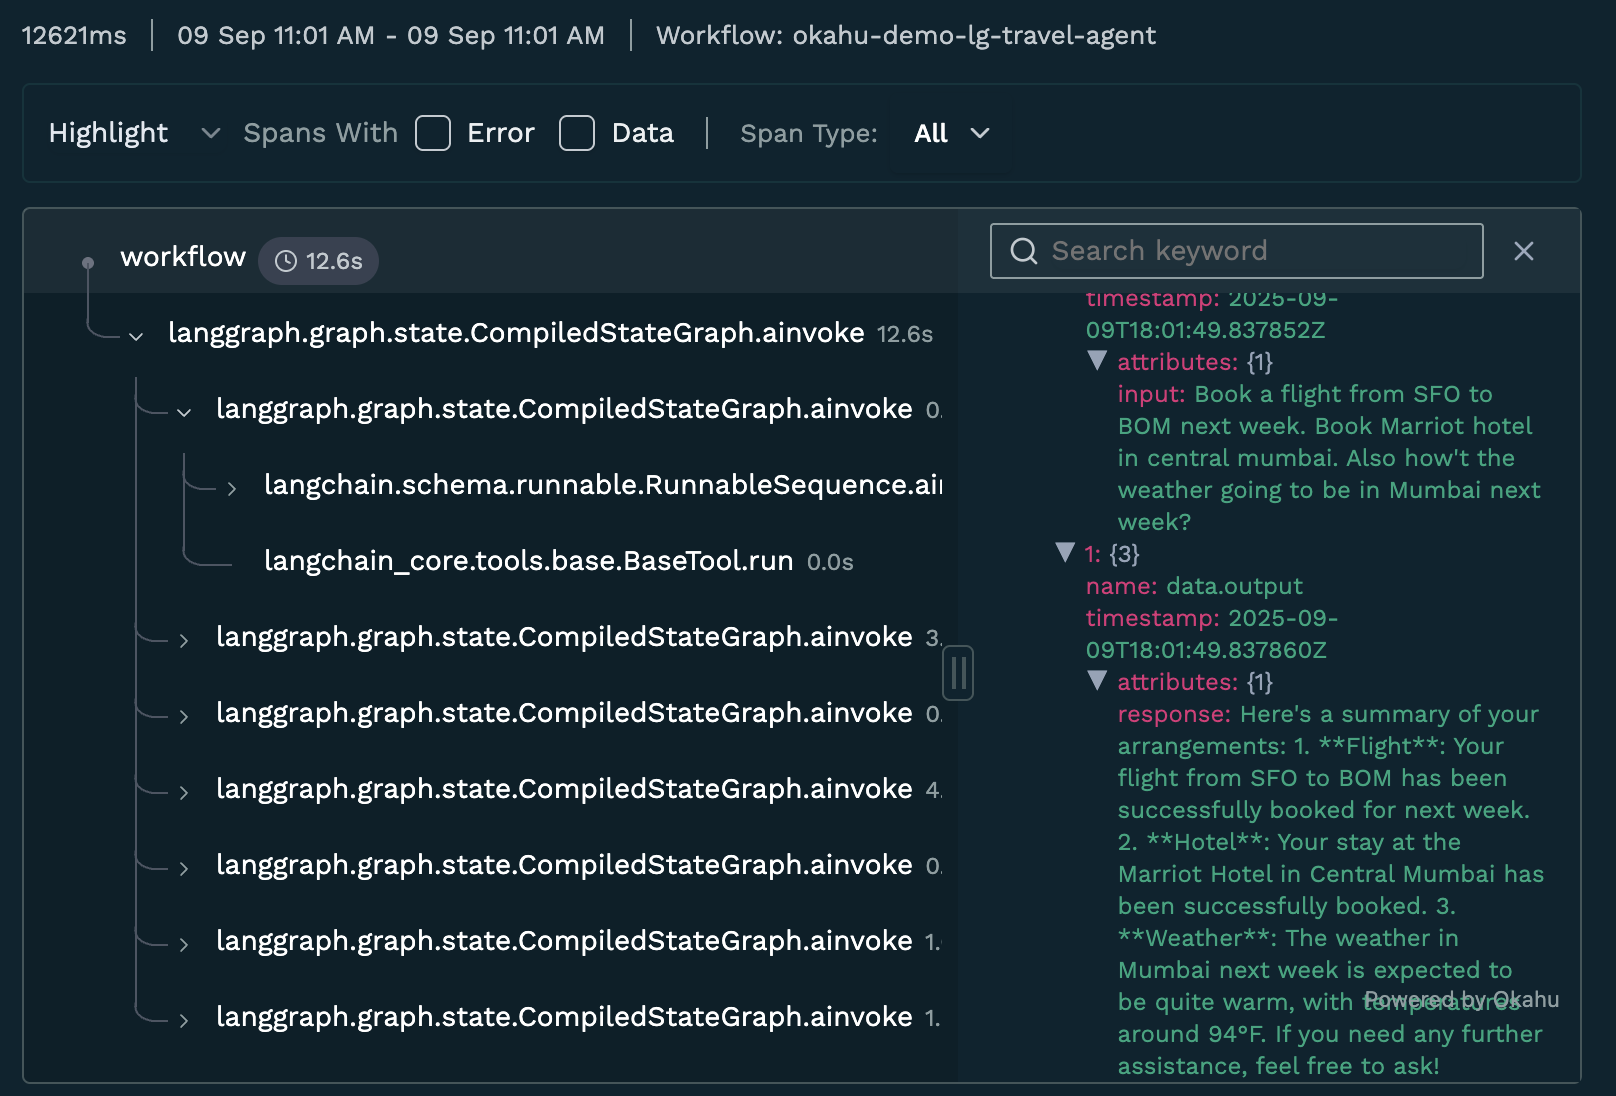 12621ms | 09 Sep 11:01 AM - 09 Sep 11:01 AM | Workflow: okahu-demo-lg-travel-agent
Highlight Spans With Error Data | Span Type: All
workflow 12.6s
langgraph.graph.state.CompiledStateGraph.ainvoke 12.6s
langgraph.graph.state.CompiledStateGraph.ainvoke 0.
langchain.schema.runnable.RunnableSequence.ai
langchain_core.tools.base.BaseTool.run 0.0s
langgraph.graph.state.CompiledStateGraph.ainvoke 3.
langgraph.graph.state.CompiledStateGraph.ainvoke 0.
langgraph.graph.state.CompiledStateGraph.ainvoke 4.
langgraph.graph.state.CompiledStateGraph.ainvoke 0.
langgraph.graph.state.CompiledStateGraph.ainvoke 1.
langgraph.graph.state.CompiledStateGraph.ainvoke 1.
Search keyword
timestamp: 2025-09-
09T18:01:49.837852Z
attributes: {1}
input: Book a flight from SFO to
BOM next week. Book Marriot hotel
in central mumbai. Also how't the
weather going to be in Mumbai next
week?
1: {3}
name: data.output
timestamp: 2025-09-
09T18:01:49.837860Z
attributes: {1}
response: Here's a summary of your
arrangements: 1. **Flight**: Your
flight from SFO to BOM has been
successfully booked for next week.
2. **Hotel**: Your stay at the
Marriot Hotel in Central Mumbai has
been successfully booked. 3.
**Weather**: The weather in
Mumbai next week is expected to
be quite warm, with temperatures
around 94°F. If you need any further
assistance, feel free to ask!
Powered by Okahu